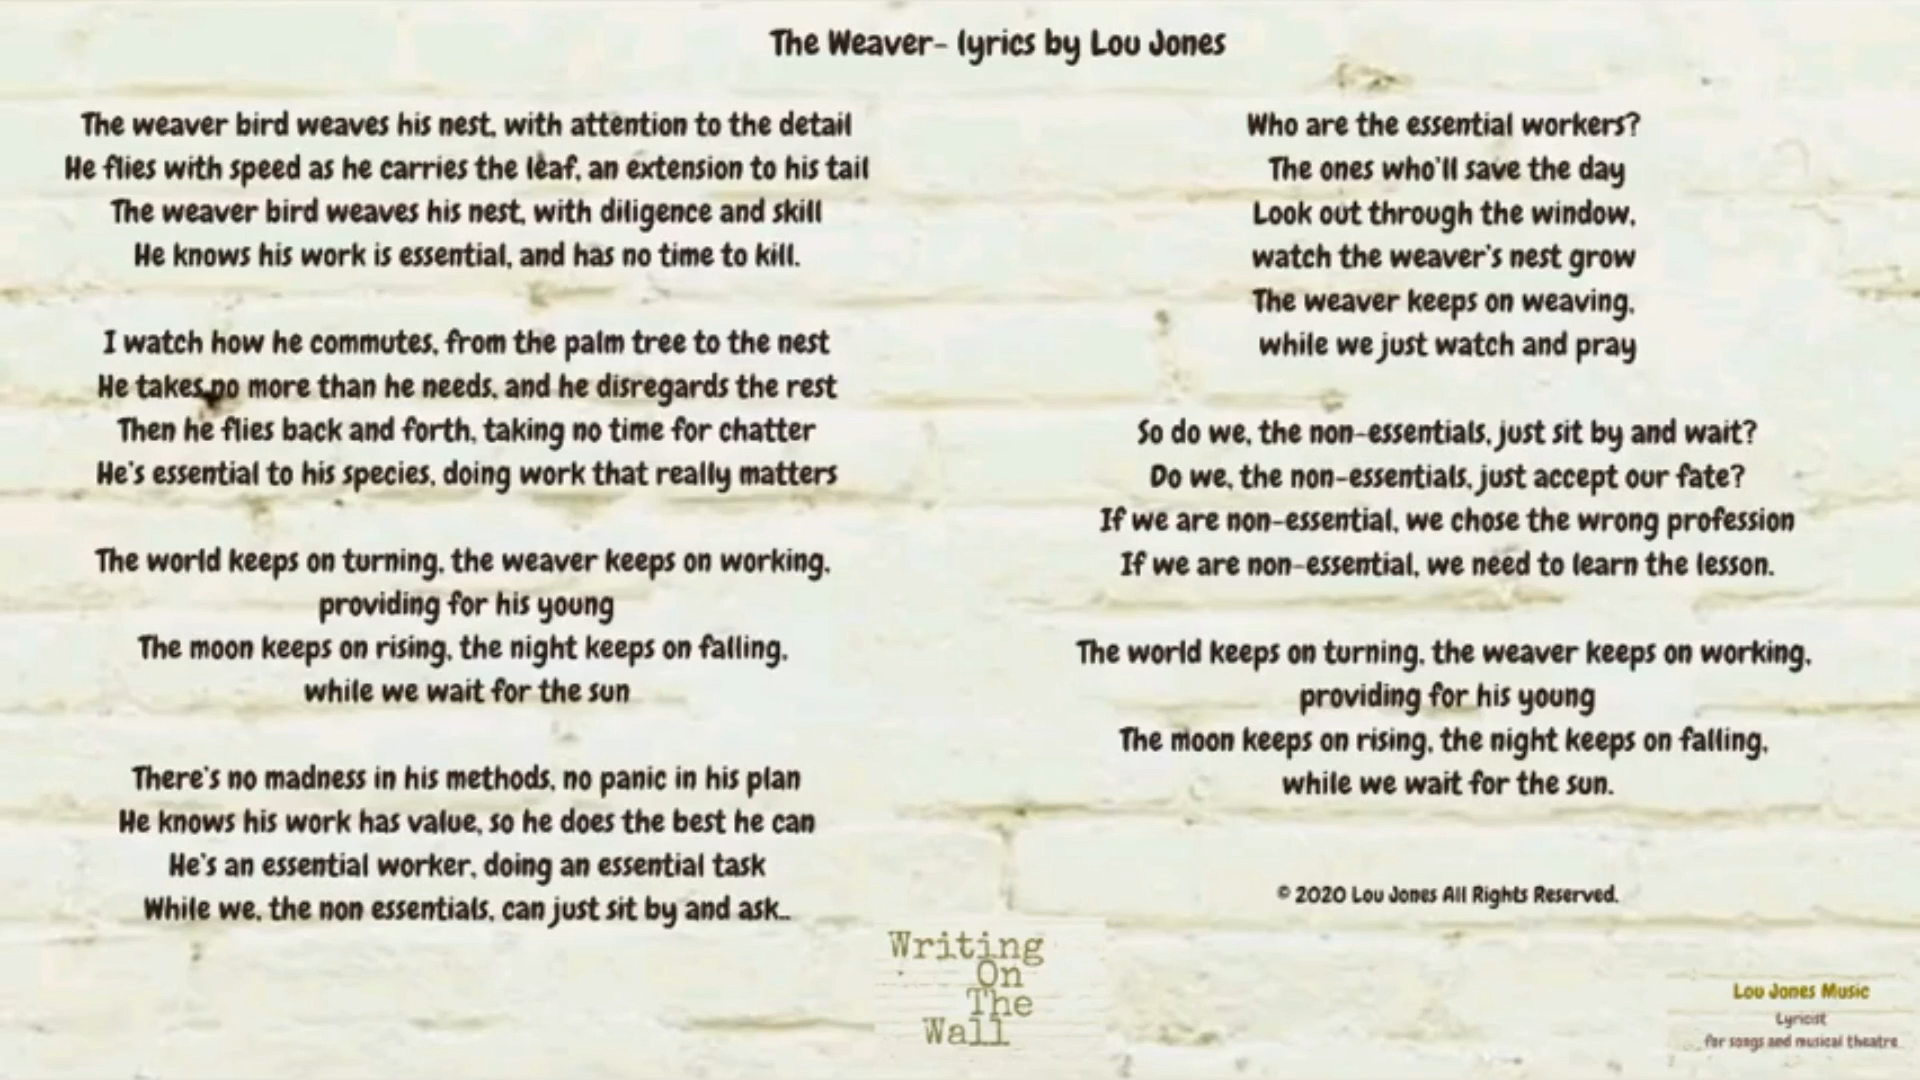 The Weaver- lyrics by Lou Jones
The weaver bird weaves his nest, with attention to the detail
He flies with speed as he carries the leaf, an extension to his tail
The weaver bird weaves his nest, with diligence and skill
He knows his work is essential, and has no time to kill.
I watch how he commutes, from the palm tree to the nest
He takes no more than he needs, and he disregards the rest
Then he flies back and forth, taking no time for chatter
He's essential to his species, doing work that really matters
The world keeps on turning, the weaver keeps on working,
providing for his young
The moon keeps on rising, the night keeps on falling,
while we wait for the sun
There's no madness in his methods, no panic in his plan
He knows his work has value, so he does the best he can
He's an essential worker, doing an essential task
While we, the non essentials, can just sit by and ask...
Who are the essential workers?
The ones who'll save the day
Look out through the window,
watch the weaver's nest grow
The weaver keeps on weaving,
while we just watch and pray
So do we, the non-essentials, just sit by and wait?
Do we, the non-essentials, just accept our fate?
If we are non-essential, we chose the wrong profession
If we are non-essential, we need to learn the lesson.
The world keeps on turning, the weaver keeps on working,
providing for his young
The moon keeps on rising, the night keeps on falling,
while we wait for the sun.
© 2020 Lou Jones All Rights Reserved.
Writing
On
The
Wall
Lou Jones Music
Lyricist
for songs and musical theatre